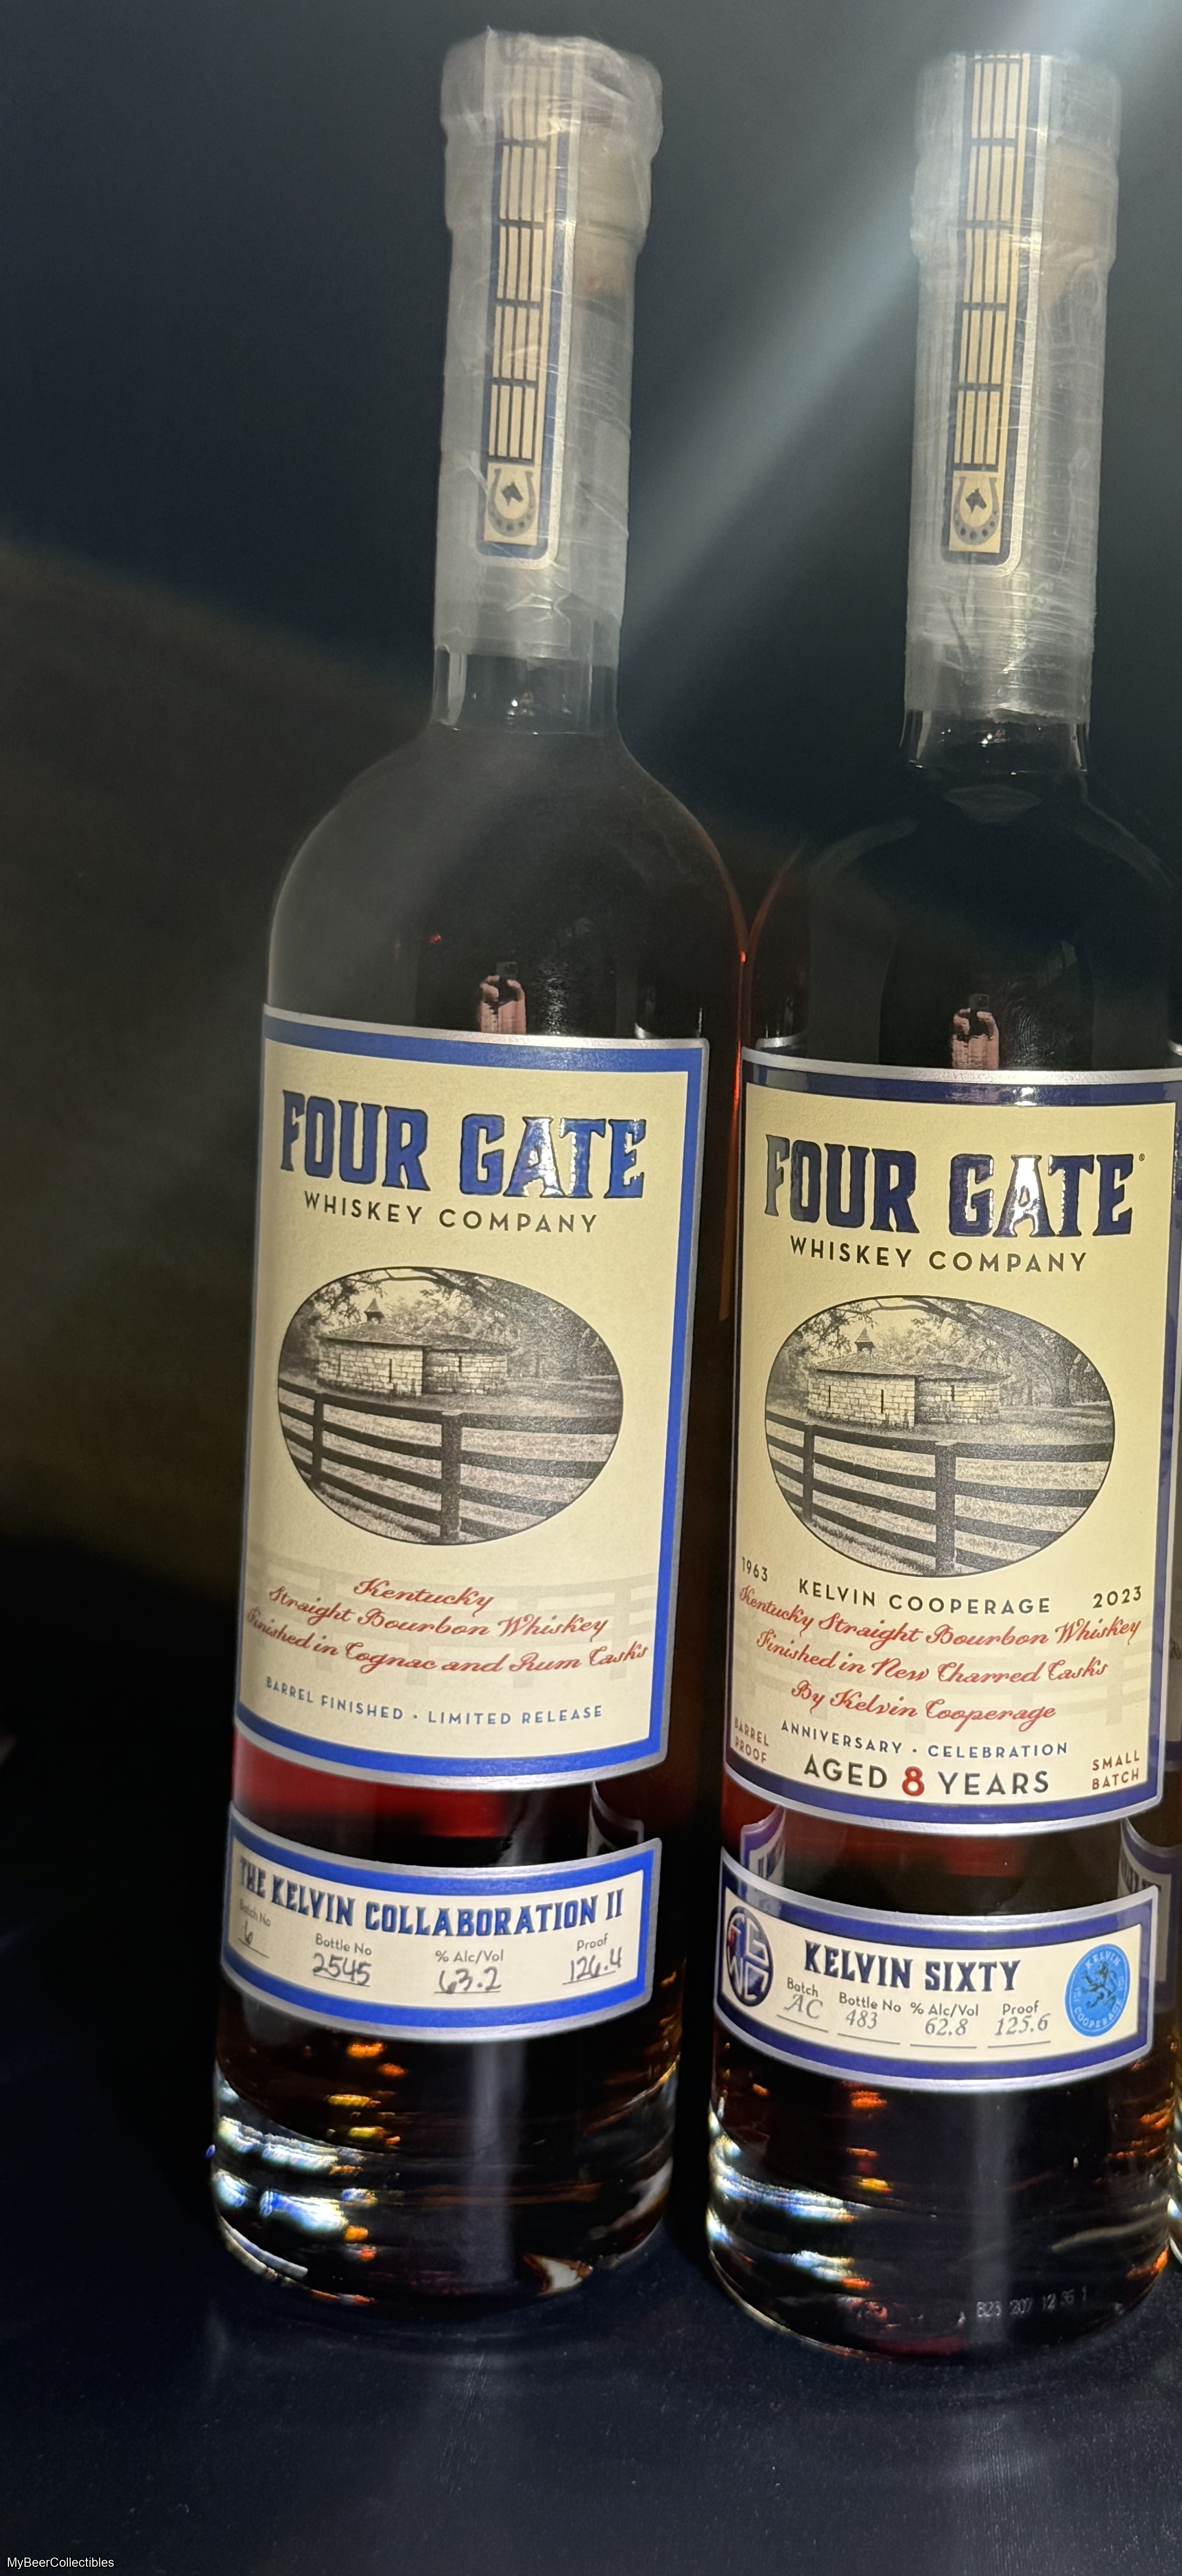 FOUR GATE
WHISKEY COMPANY
Kentucky
Straight Bourbon Whiskey
Finished in Cognac and Rum Casks
BARREL FINISHED • LIMITED RELEASE
THE KELVIN COLLABORATION II
Batch No 6
Bottle No 2545
% Alc/Vol 63.2
Proof 126.4
FOUR GATE®
WHISKEY COMPANY
1963 KELVIN COOPERAGE 2023
Kentucky Straight Bourbon Whiskey
Finished in New Charred Casks
By Kelvin Cooperage
ANNIVERSARY • CELEBRATION
BARREL PROOF
AGED 8 YEARS
SMALL BATCH
KELVIN SIXTY
Batch AC
Bottle No 483
% Alc/Vol 62.8
Proof 125.6
KELVIN
COOPERAGE
MyBeerCollectibles